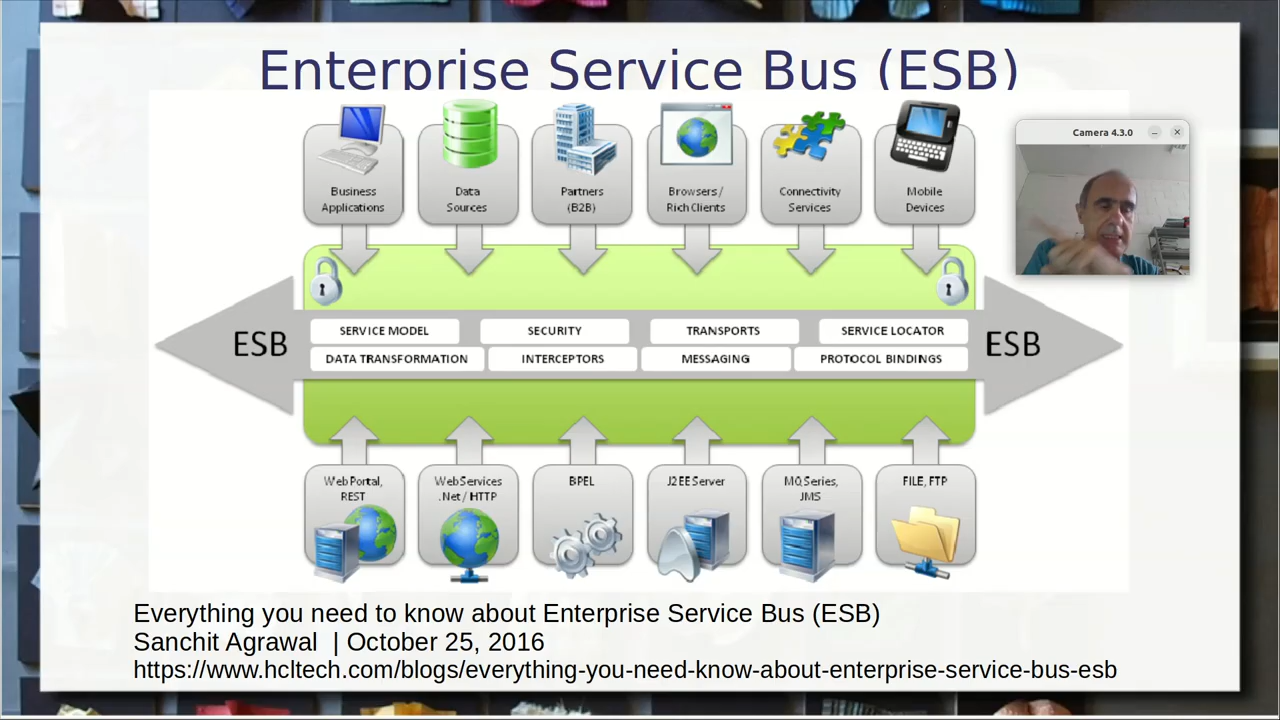 Enterprise Service Bus (ESB)
Camera 4.3.0
Business
Applications
Data
Sources
Partners
(B2B)
Browsers /
Rich Clients
Connectivity
Services
Mobile
Devices
ESB
SERVICE MODEL
SECURITY
TRANSPORTS
SERVICE LOCATOR
DATA TRANSFORMATION
INTERCEPTORS
MESSAGING
PROTOCOL BINDINGS
ESB
Web Portal,
REST
Web Services
.Net / HTTP
BPEL
J2EE Server
MQ Series,
JMS
FILE, FTP
Everything you need to know about Enterprise Service Bus (ESB)
Sanchit Agrawal | October 25, 2016
https://www.hcltech.com/blogs/everything-you-need-know-about-enterprise-service-bus-esb